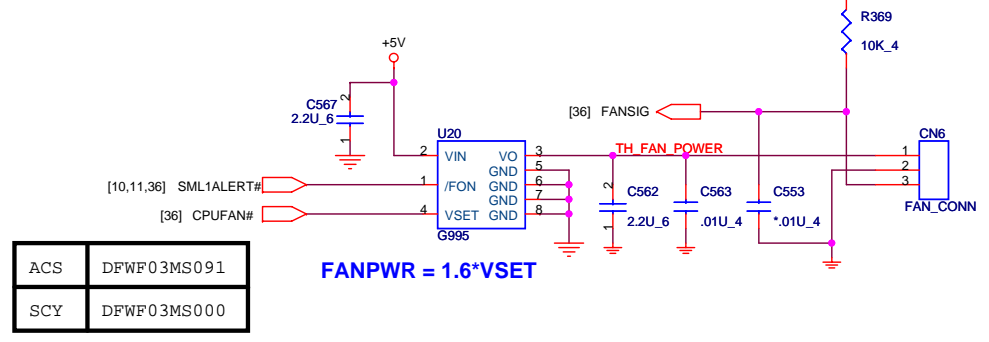 R369
10K_4
+5V
C567
2.2U_6
2
1
[36] FANSIG
CN6
U20
TH_FAN_POWER
2 VIN VO 3
GND 5
[10,11,36] SML1ALERT# 1 /FON GND 6
GND 7
[36] CPUFAN# 4 VSET GND 8
G995
2
1
C562
2.2U_6
C563
.01U_4
C553
*.01U_4
1
2
3
FAN_CONN
FANPWR = 1.6*VSET
ACS DFWF03MS091
SCY DFWF03MS000